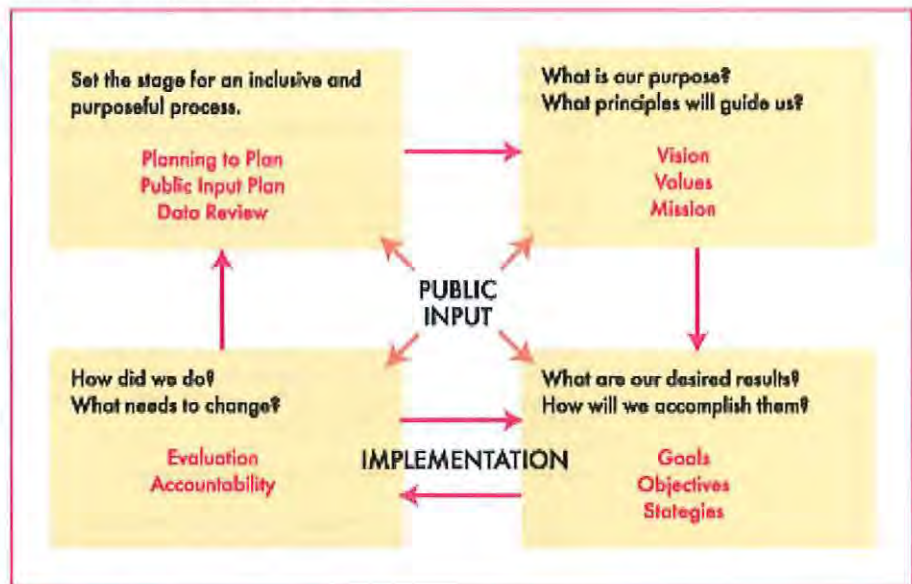 Set the stage for an inclusive and
purposeful process.
Planning to Plan
Public Input Plan
Data Review
What is our purpose?
What principles will guide us?
Vision
Values
Mission
PUBLIC
INPUT
How did we do?
What needs to change?
Evaluation
Accountability
IMPLEMENTATION
What are our desired results?
How will we accomplish them?
Goals
Objectives
Stategies